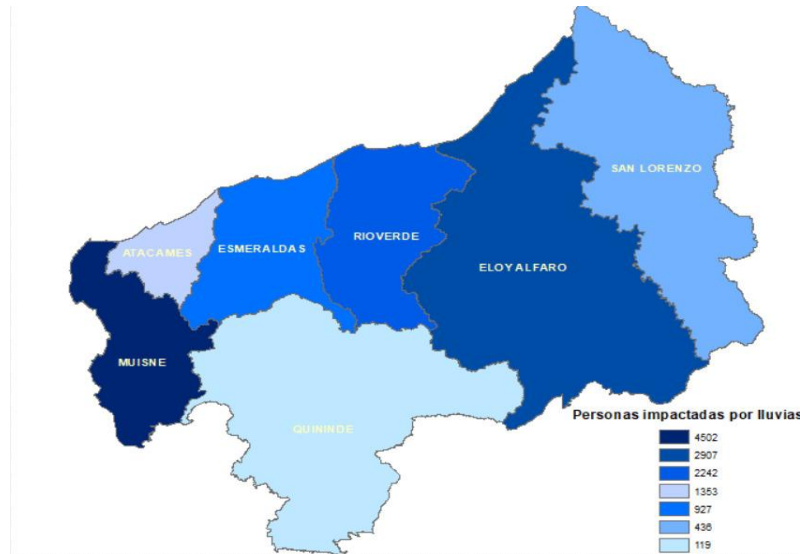 SAN LORENZO
RIOVERDE
ESMERALDAS
ATACAMES
ELOY ALFARO
MUISNE
QUININDE
Personas impactadas por lluvias
4502
2907
2242
1353
927
436
119